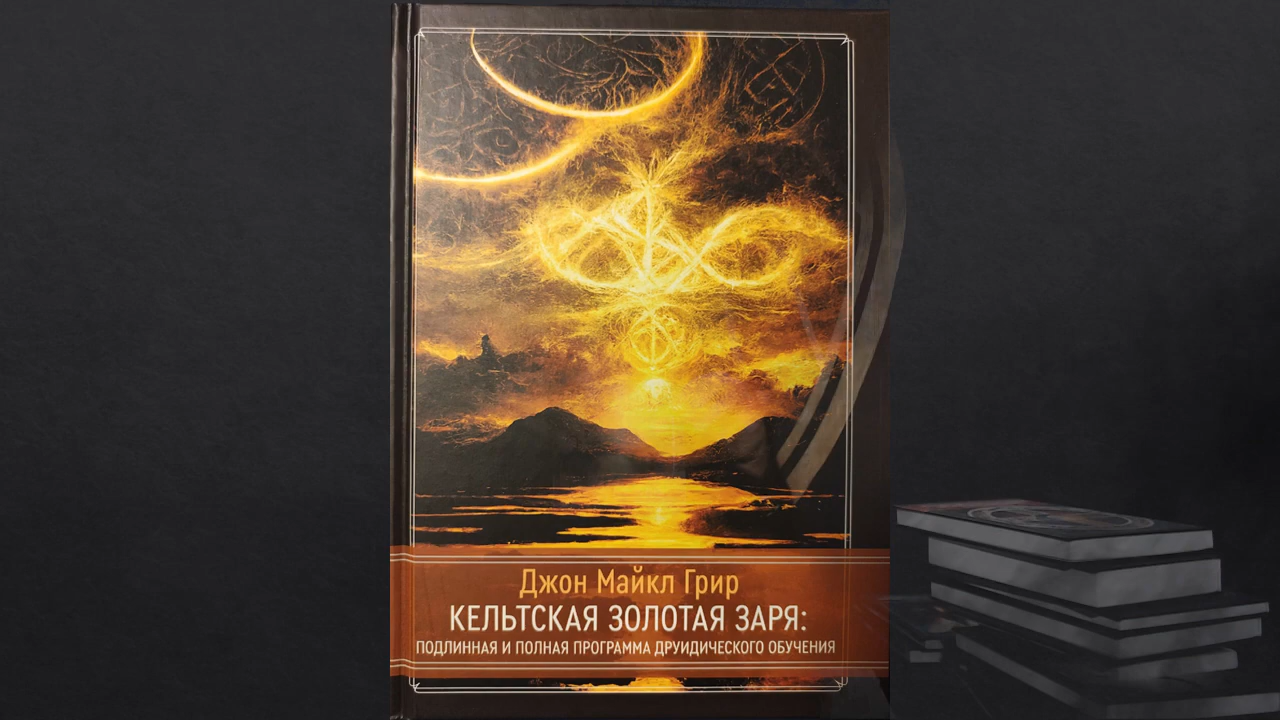 Джон Майкл Грир
КЕЛЬТСКАЯ ЗОЛОТАЯ ЗАРЯ:
ПОДЛИННАЯ И ПОЛНАЯ ПРОГРАММА ДРУИДИЧЕСКОГО ОБУЧЕНИЯ